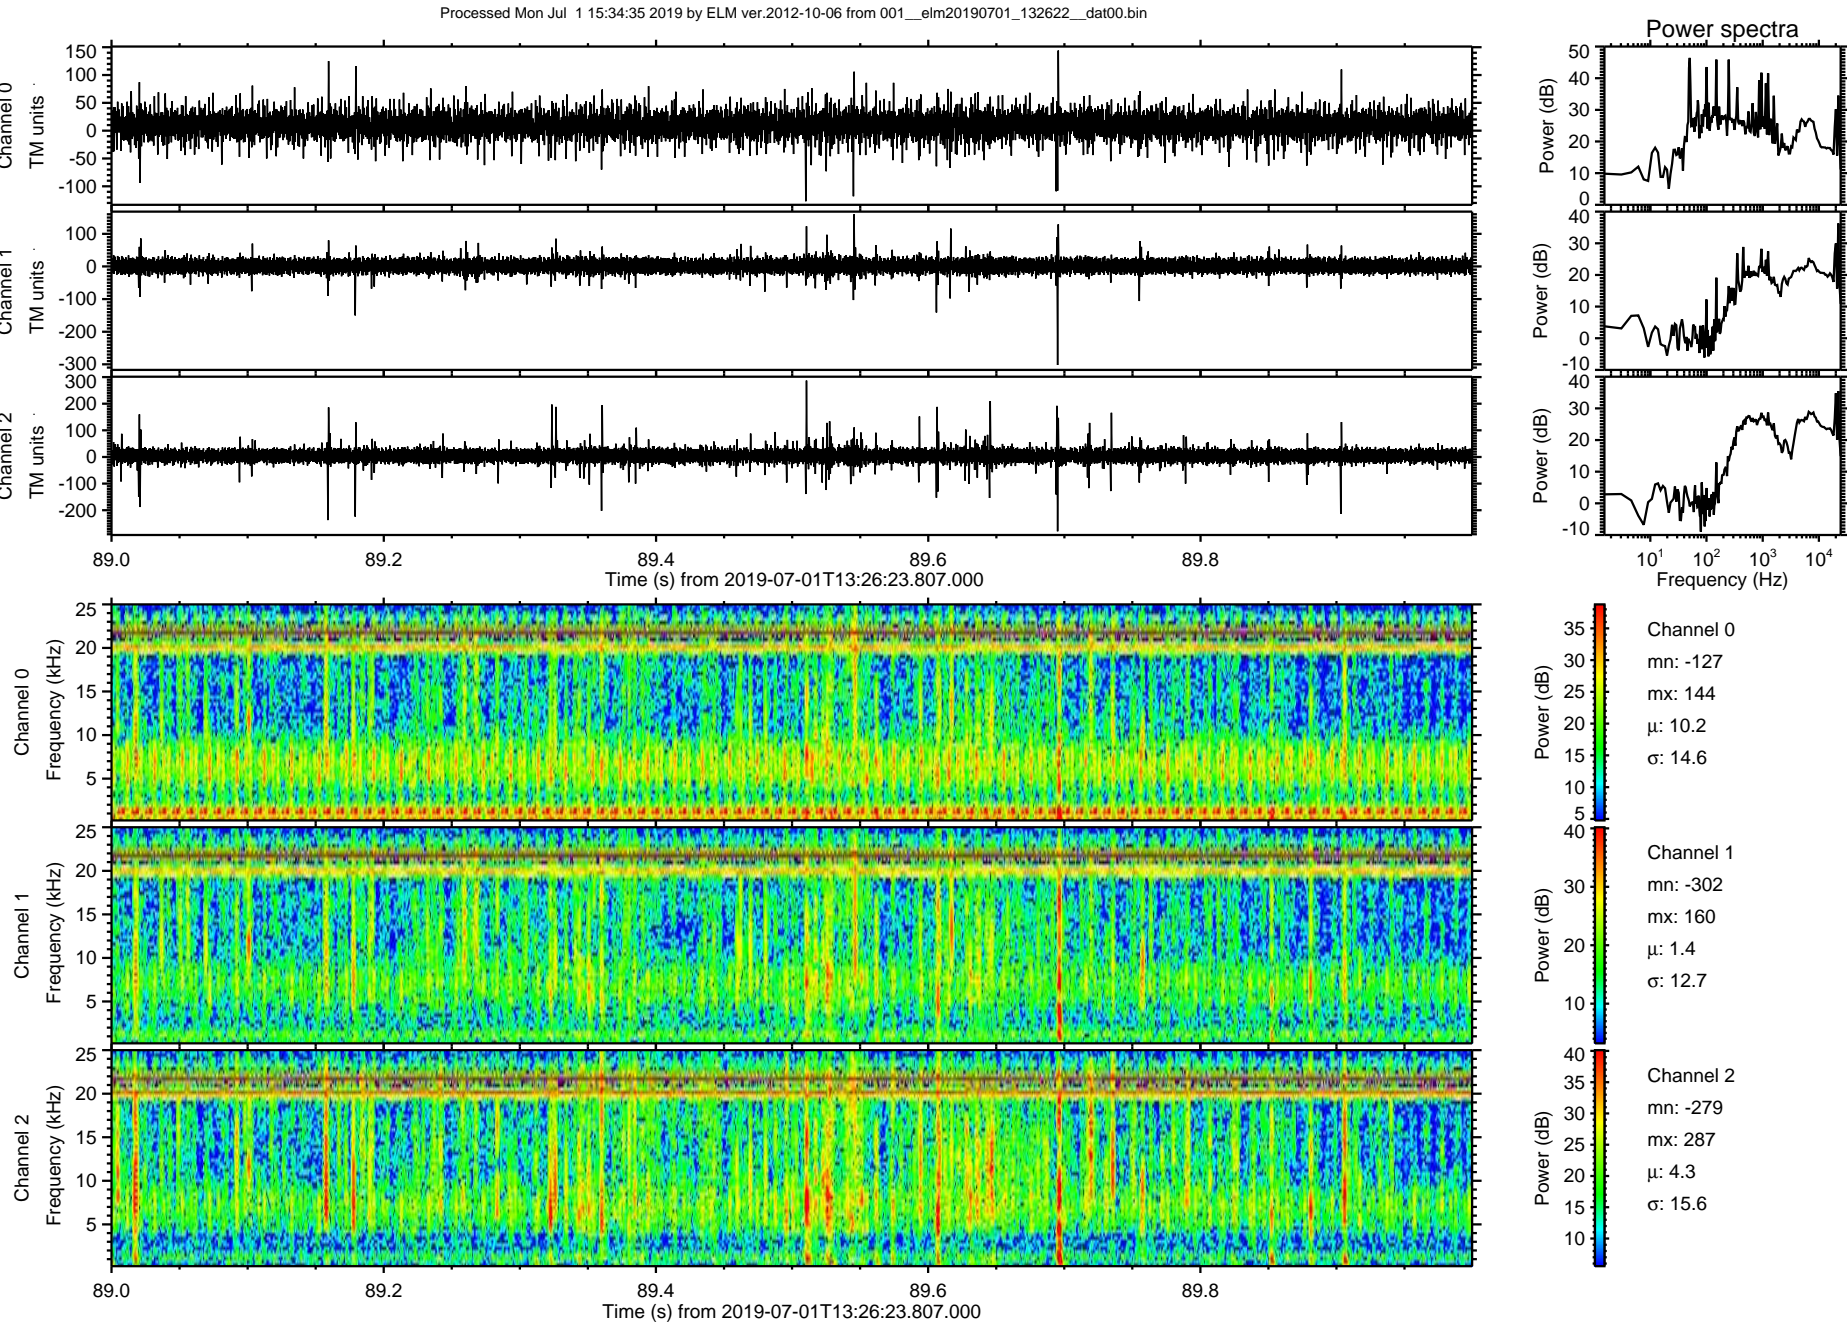 Processed Mon Jul 1 15:34:35 2019 by ELM ver.2012-10-06 from 001__elm20190701_132622__dat00.bin
Power spectra
Channel 0
TM units
150
100
50
0
-50
-100
Power (dB)
50
40
30
20
10
0
Channel 1
TM units
100
0
-100
-200
-300
Power (dB)
40
30
20
10
0
-10
Channel 2
TM units
300
200
100
0
-100
-200
Power (dB)
40
30
20
10
0
-10
89.0 89.2 89.4 89.6 89.8
Time (s) from 2019-07-01T13:26:23.807.000
10^1 10^2 10^3 10^4
Frequency (Hz)
Channel 0
Frequency (kHz)
25
20
15
10
5
Power (dB)
35
30
25
20
15
10
5
Channel 0
mn: -127
mx: 144
μ: 10.2
σ: 14.6
Channel 1
Frequency (kHz)
25
20
15
10
5
Power (dB)
40
30
20
10
Channel 1
mn: -302
mx: 160
μ: 1.4
σ: 12.7
Channel 2
Frequency (kHz)
25
20
15
10
5
Power (dB)
40
35
30
25
20
15
10
Channel 2
mn: -279
mx: 287
μ: 4.3
σ: 15.6
89.0 89.2 89.4 89.6 89.8
Time (s) from 2019-07-01T13:26:23.807.000